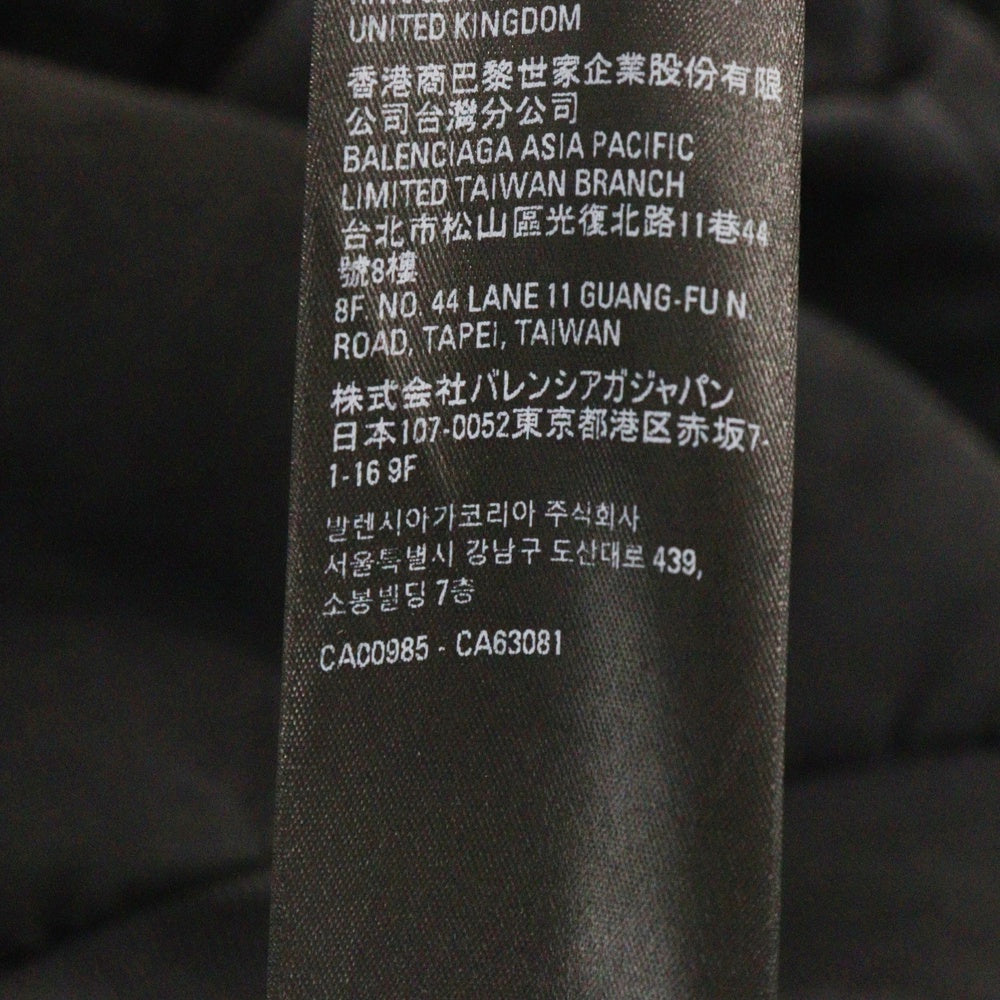 UNITED KINGDOM
香港商巴黎世家企業股份有限
公司台灣分公司
BALENCIAGA ASIA PACIFIC
LIMITED TAIWAN BRANCH
台北市松山區光復北路11巷44
號8樓
8F, NO. 44 LANE 11 GUANG-FU N.
ROAD, TAPEI, TAIWAN
株式会社バレンシアガジャパン
日本107-0052東京都港区赤坂7-
1-16 9F
발렌시아가코리아 주식회사
서울특별시 강남구 도산대로 439,
소봉빌딩 7층
CA00985 - CA63081